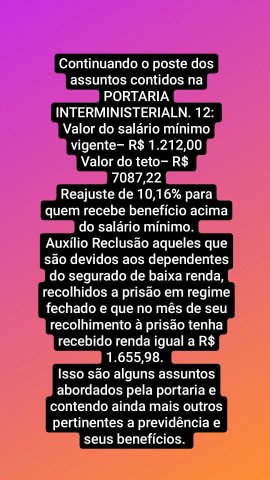 Continuando o poste dos
assuntos contidos na
PORTARIA
INTERMINISTERIALN. 12:
Valor do salário mínimo
vigente– R$ 1.212,00
Valor do teto– R$
7087,22
Reajuste de 10,16% para
quem recebe benefício acima
do salário mínimo.
Auxílio Reclusão aqueles que
são devidos aos dependentes
do segurado de baixa renda,
recolhidos a prisão em regime
fechado e que no mês de seu
recolhimento à prisão tenha
recebido renda igual a R$
1.655,98.
Isso são alguns assuntos
abordados pela portaria e
contendo ainda mais outros
pertinentes a previdência e
seus benefícios.